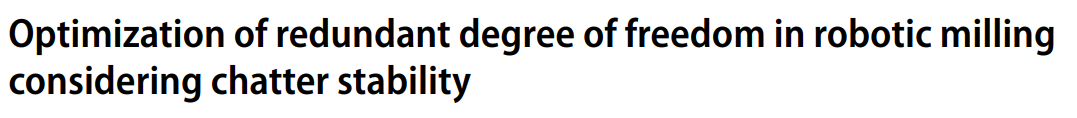 Optimization of redundant degree of freedom in robotic milling
considering chatter stability